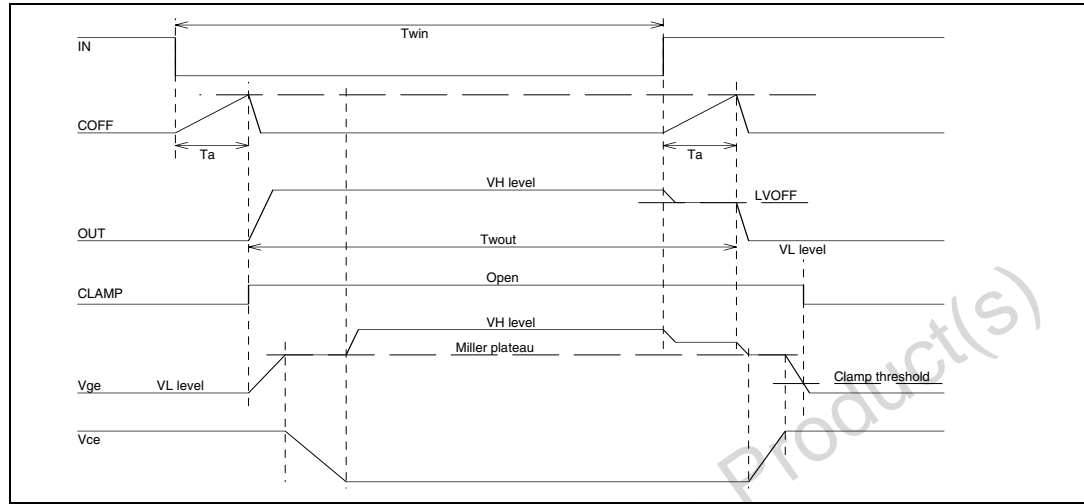 Twin
IN
COFF
Ta
Ta
VH level
LVOFF
OUT
Twout
VL level
Open
CLAMP
VH level
Miller plateau
Clamp threshold
Vge
VL level
Vce
Product(s)